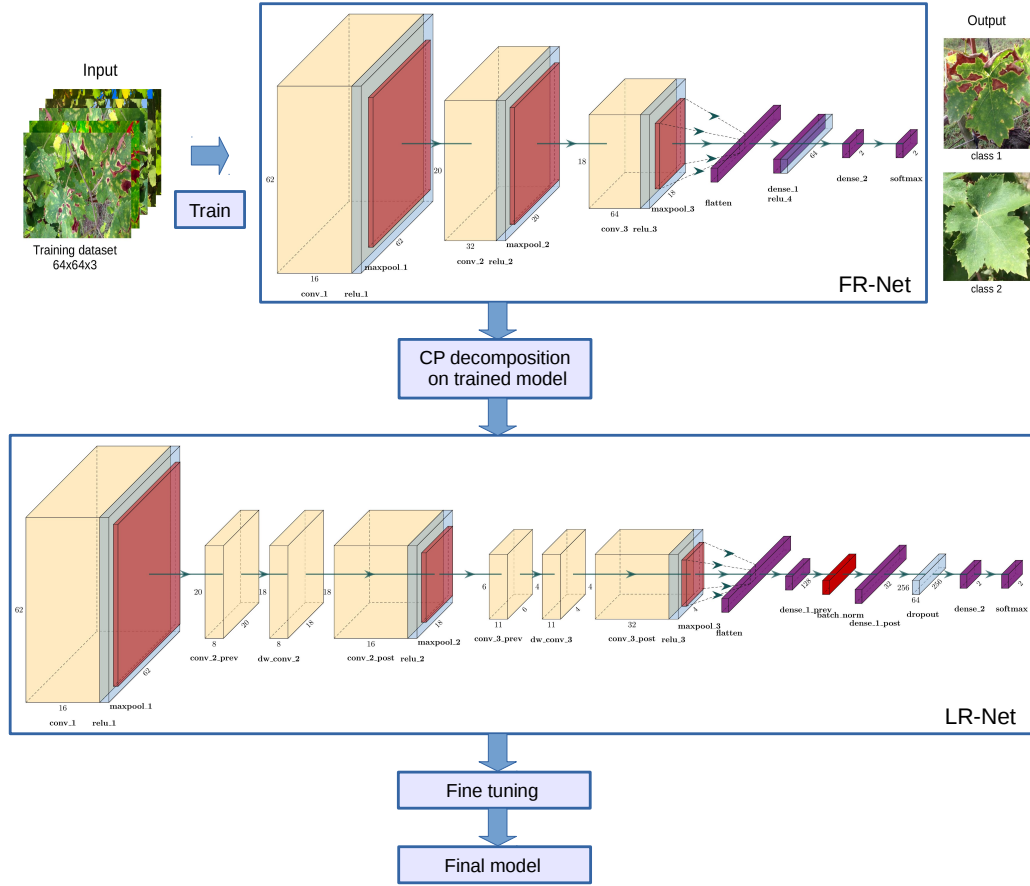 Input
Training dataset
64x64x3
Train
62
16
62
conv_1
relu_1
maxpool_1
20
32
20
conv_2
relu_2
maxpool_2
18
64
18
conv_3
relu_3
maxpool_3
flatten
64
dense_1
relu_4
2
dense_2
2
softmax
FR-Net
Output
class 1
class 2
CP decomposition
on trained model
62
16
62
conv_1
relu_1
maxpool_1
20
8
20
conv_2_prev
18
8
18
dw_conv_2
18
16
18
conv_2_post
relu_2
maxpool_2
6
11
6
conv_3_prev
4
11
4
dw_conv_3
4
32
4
conv_3_post
relu_3
maxpool_3
flatten
128
dense_1_prev
batch_norm
32
dense_1_post
256
64
256
dropout
2
dense_2
2
softmax
LR-Net
Fine tuning
Final model